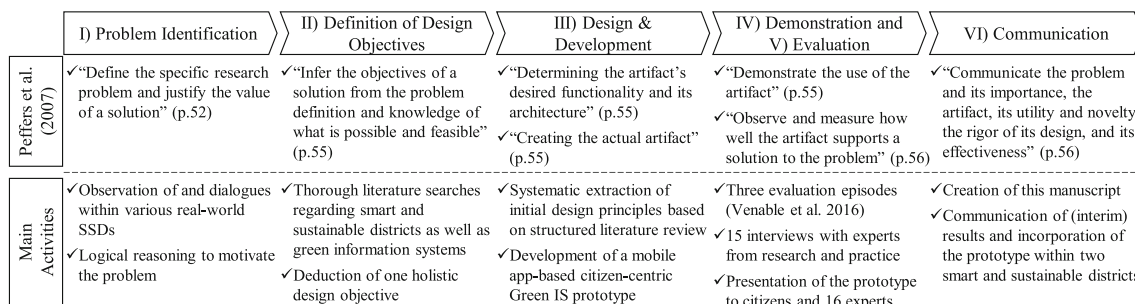 I) Problem Identification
II) Definition of Design
Objectives
III) Design &
Development
IV) Demonstration and
V) Evaluation
VI) Communication
Peffers et al.
(2007)
✓“Define the specific research
problem and justify the value
of a solution” (p.52)
✓“Infer the objectives of a
solution from the problem
definition and knowledge of
what is possible and feasible”
(p.55)
✓“Determining the artifact’s
desired functionality and its
architecture” (p.55)
✓“Creating the actual artifact”
(p.55)
✓“Demonstrate the use of the
artifact” (p.55)
✓“Observe and measure how
well the artifact supports a
solution to the problem” (p.56)
✓“Communicate the problem
and its importance, the
artifact, its utility and novelty
the rigor of its design, and its
effectiveness” (p.56)
Main
Activities
✓Observation of and dialogues
within various real-world
SSDs
✓Logical reasoning to motivate
the problem
✓Thorough literature searches
regarding smart and
sustainable districts as well as
green information systems
✓Deduction of one holistic
design objective
✓Systematic extraction of
initial design principles based
on structured literature review
✓Development of a mobile
app-based citizen-centric
Green IS prototype
✓Three evaluation episodes
(Venable et al. 2016)
✓15 interviews with experts
from research and practice
✓Presentation of the prototype
to citizens and 16 experts
✓Creation of this manuscript
✓Communication of (interim)
results and incorporation of
the prototype within two
smart and sustainable districts